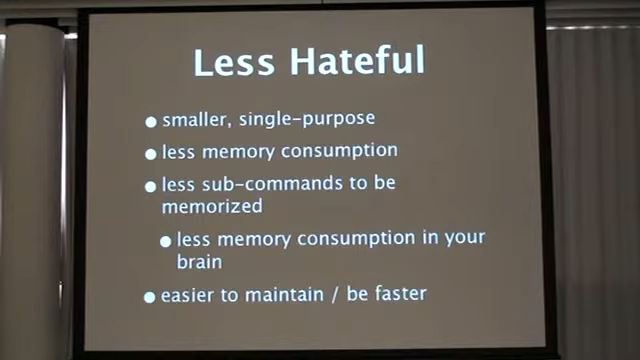 Less Hateful
● smaller, single-purpose
● less memory consumption
● less sub-commands to be
memorized
● less memory consumption in your
brain
● easier to maintain / be faster